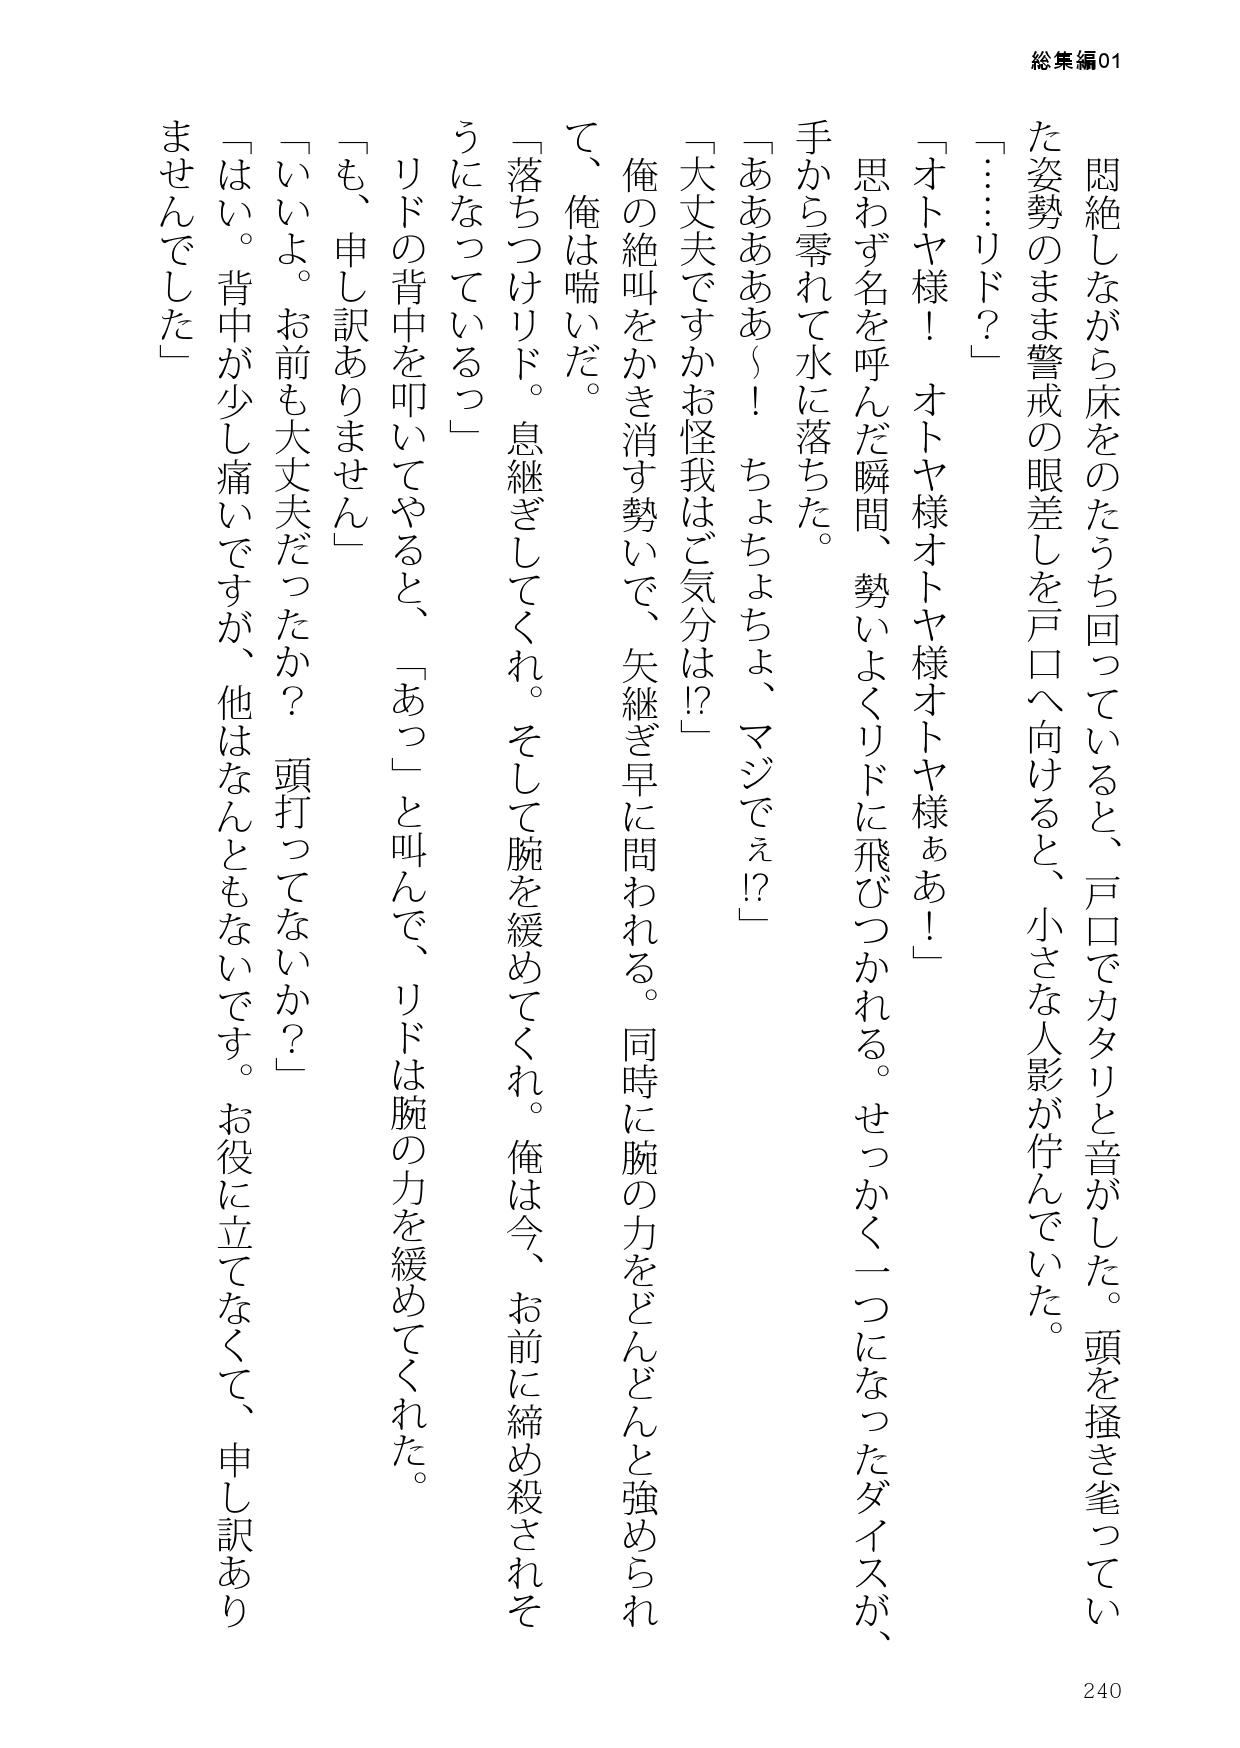 総集編01
　悶絶しながら床をのたうち回っていると、戸口でカタリと音がした。頭を掻き毟ってい
た姿勢のまま警戒の眼差しを戸口へ向けると、小さな人影が佇んでいた。
「……リド？」
「オトヤ様！　オトヤ様オトヤ様オトヤ様ぁあ！」
　思わず名を呼んだ瞬間、勢いよくリドに飛びつかれる。せっかく一つになったダイスが、
手から零れて水に落ちた。
「あああああ～！　ちょちょちょ、マジでぇ!?」
「大丈夫ですかお怪我はご気分は!?」
　俺の絶叫をかき消す勢いで、矢継ぎ早に問われる。同時に腕の力をどんどんと強められ
て、俺は喘いだ。
「落ちつけリド。息継ぎしてくれ。そして腕を緩めてくれ。俺は今、お前に締め殺されそ
うになっているっ」
　リドの背中を叩いてやると、「あっ」と叫んで、リドは腕の力を緩めてくれた。
「も、申し訳ありません」
「いいよ。お前も大丈夫だったか？　頭打ってないか？」
「はい。背中が少し痛いですが、他はなんともないです。お役に立てなくて、申し訳あり
ませんでした」
240